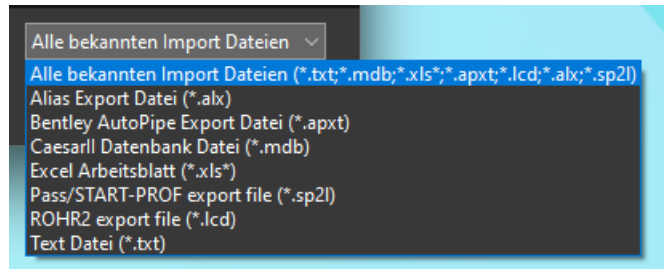 Alle bekannten Import Dateien
Alle bekannten Import Dateien (*.txt;*.mdb;*.xls*;*.apxt;*.lcd;*.alx;*.sp2l)
Alias Export Datei (*.alx)
Bentley AutoPipe Export Datei (*.apxt)
CaesarII Datenbank Datei (*.mdb)
Excel Arbeitsblatt (*.xls*)
Pass/START-PROF export file (*.sp2l)
ROHR2 export file (*.lcd)
Text Datei (*.txt)